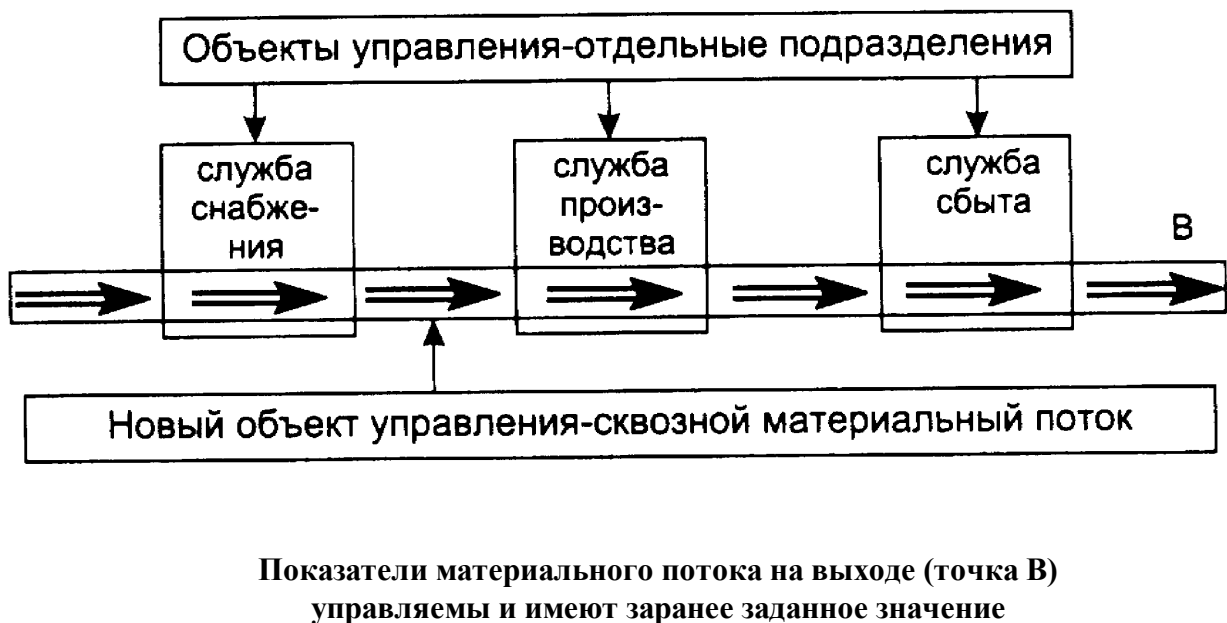 Объекты управления-отдельные подразделения
служба
снабже-
ния
служба
произ-
водства
служба
сбыта
В
Новый объект управления-сквозной материальный поток
Показатели материального потока на выходе (точка В)
управляемы и имеют заранее заданное значение